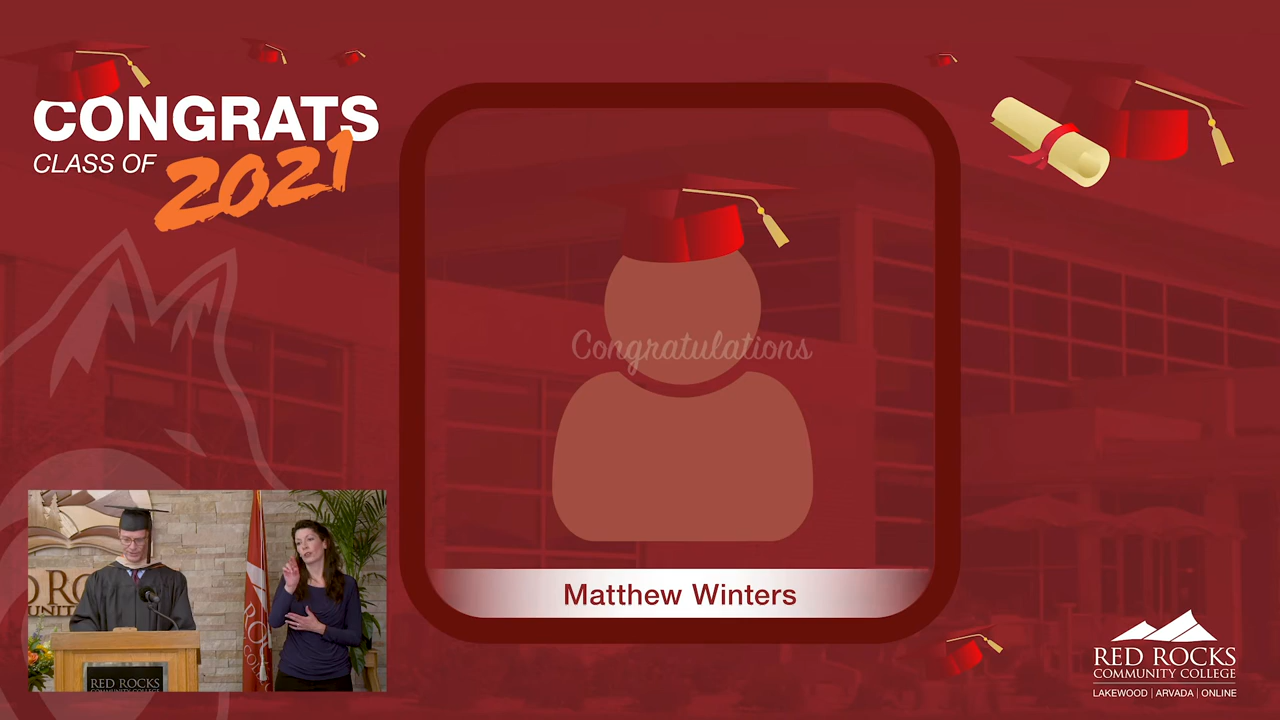 CONGRATS
CLASS OF 2021
Congratulations
Matthew Winters
RED ROCKS
COMMUNITY COLLEGE
RED ROCKS
COMMUNITY COLLEGE
LAKEWOOD | ARVADA | ONLINE